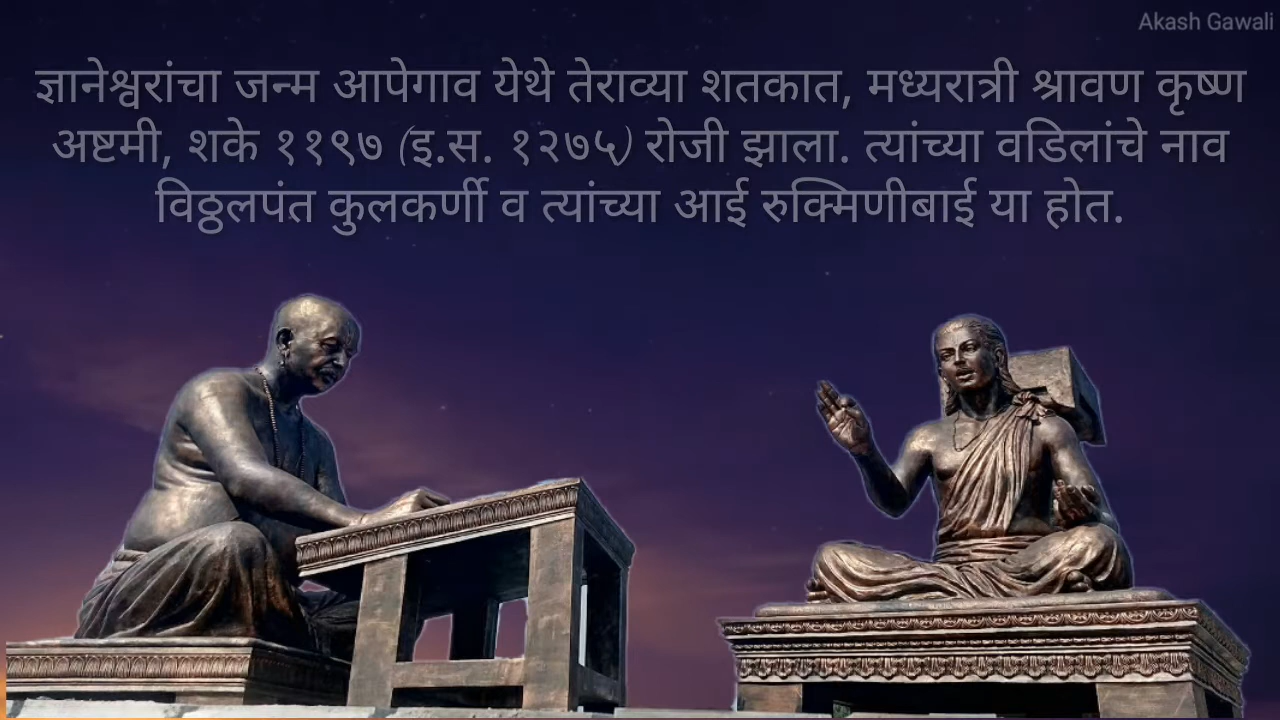 Akash Gawali
ज्ञानेश्वरांचा जन्म आपेगाव येथे तेराव्या शतकात, मध्यरात्री श्रावण कृष्ण
अष्टमी, शके ११९७ (इ.स. १२७५) रोजी झाला. त्यांच्या वडिलांचे नाव
विठ्ठलपंत कुलकर्णी व त्यांच्या आई रुक्मिणीबाई या होत.